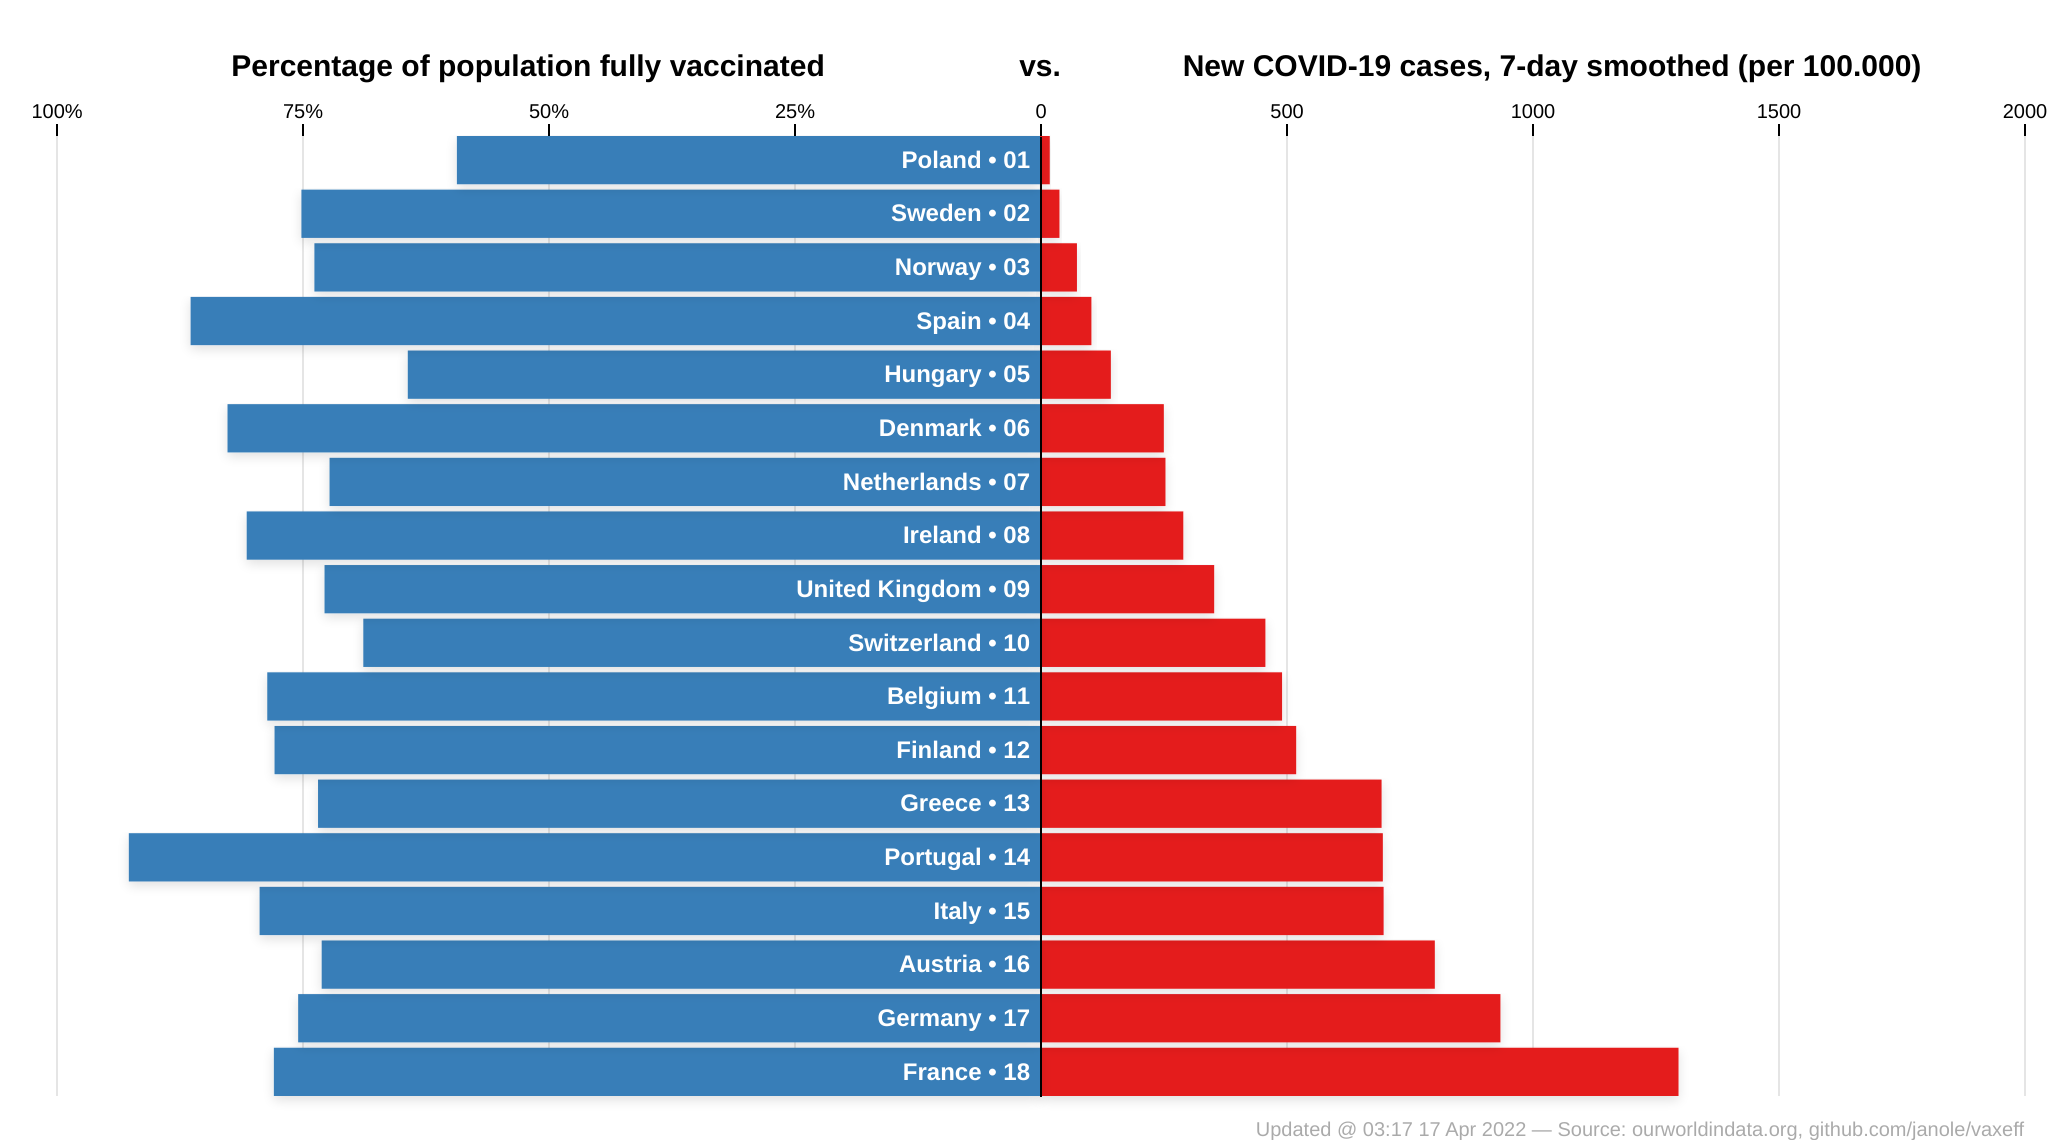 Percentage of population fully vaccinated vs. New COVID-19 cases, 7-day smoothed (per 100.000)
100% 75% 50% 25% 0 500 1000 1500 2000
Poland • 01
Sweden • 02
Norway • 03
Spain • 04
Hungary • 05
Denmark • 06
Netherlands • 07
Ireland • 08
United Kingdom • 09
Switzerland • 10
Belgium • 11
Finland • 12
Greece • 13
Portugal • 14
Italy • 15
Austria • 16
Germany • 17
France • 18
Updated @ 03:17 17 Apr 2022 — Source: ourworldindata.org, github.com/janole/vaxeff